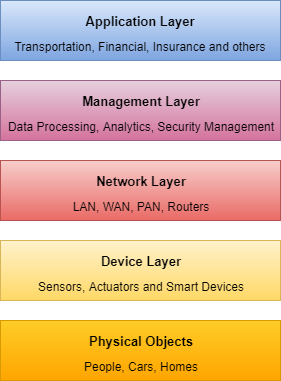 Application Layer
Transportation, Financial, Insurance and others
Management Layer
Data Processing, Analytics, Security Management
Network Layer
LAN, WAN, PAN, Routers
Device Layer
Sensors, Actuators and Smart Devices
Physical Objects
People, Cars, Homes